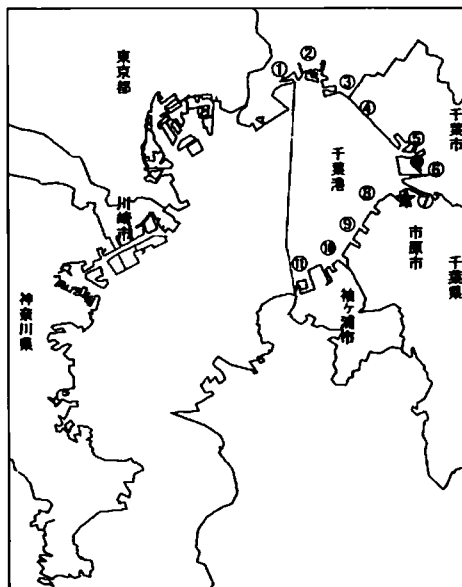 東京都
①
②
③
④
千葉市
⑤
⑥
⑦
千葉港
⑧
⑨
⑩
⑪
市原市
千葉県
袖ヶ浦市
川崎市
神奈川県